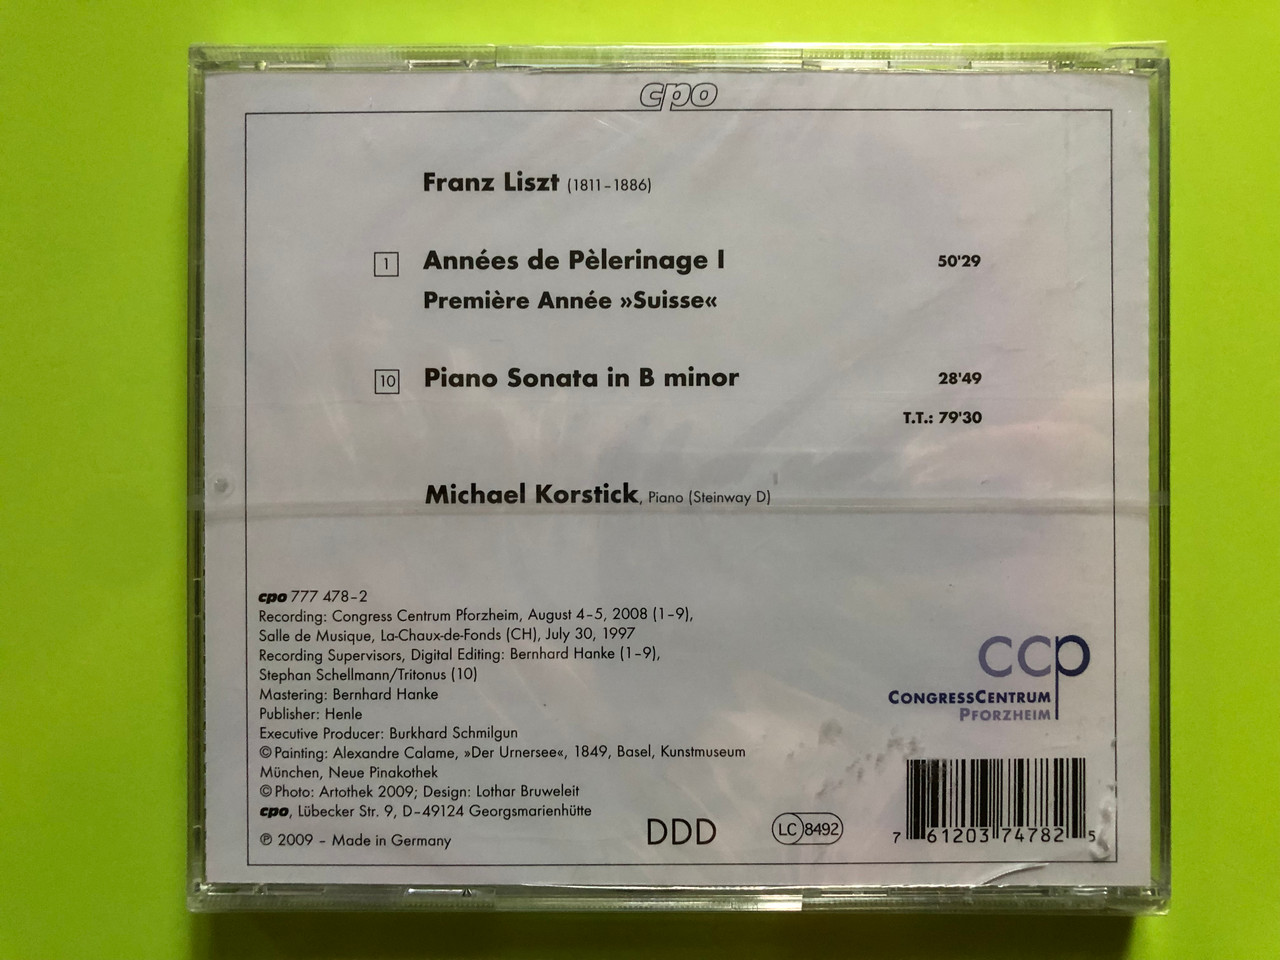 cpo
Franz Liszt (1811–1886)
1 Années de Pèlerinage I 50'29
Première Année »Suisse«
10 Piano Sonata in B minor 28'49
T.T.: 79'30
Michael Korstick, Piano (Steinway D)
cpo 777 478–2
Recording: Congress Centrum Pforzheim, August 4–5, 2008 (1–9),
Salle de Musique, La-Chaux-de-Fonds (CH), July 30, 1997
Recording Supervisors, Digital Editing: Bernhard Hanke (1–9),
Stephan Schellmann/Tritonus (10)
Mastering: Bernhard Hanke
Publisher: Henle
Executive Producer: Burkhard Schmilgun
© Painting: Alexandre Calame, »Der Urnersee«, 1849, Basel, Kunstmuseum
München, Neue Pinakothek
© Photo: Artothek 2009; Design: Lothar Bruweleit
cpo, Lübecker Str. 9, D–49124 Georgsmarienhütte
℗ 2009 – Made in Germany
DDD
LC 8492
ccp
CONGRESSCENTRUM
PFORZHEIM
7 61203 74782 5